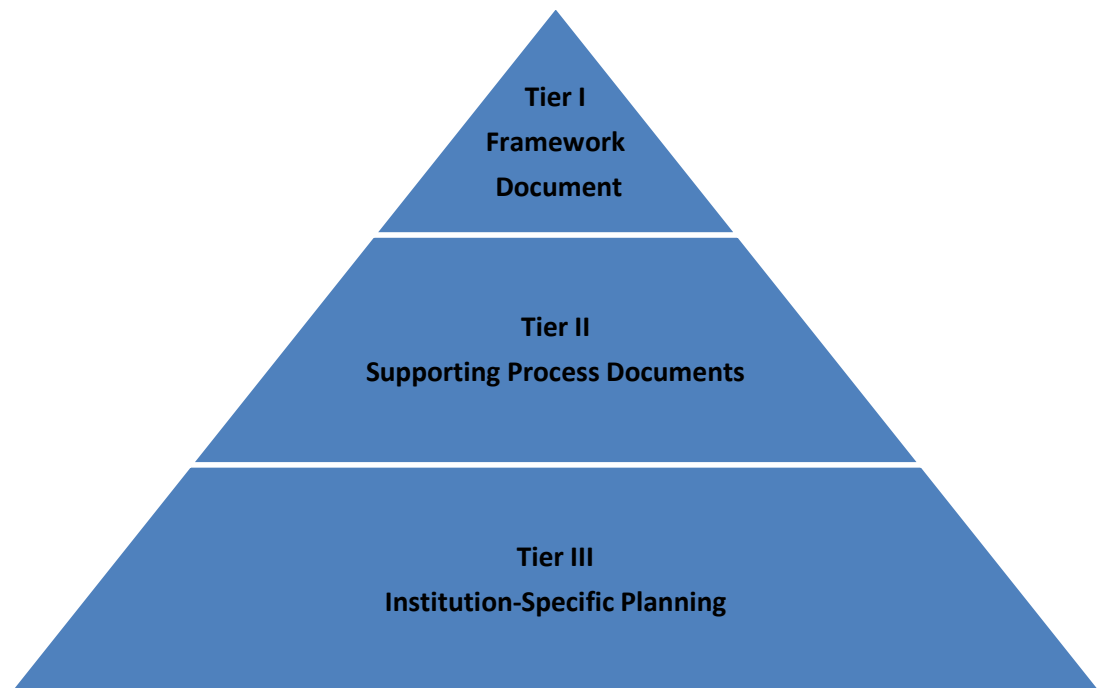 Tier I
Framework
Document
Tier II
Supporting Process Documents
Tier III
Institution-Specific Planning